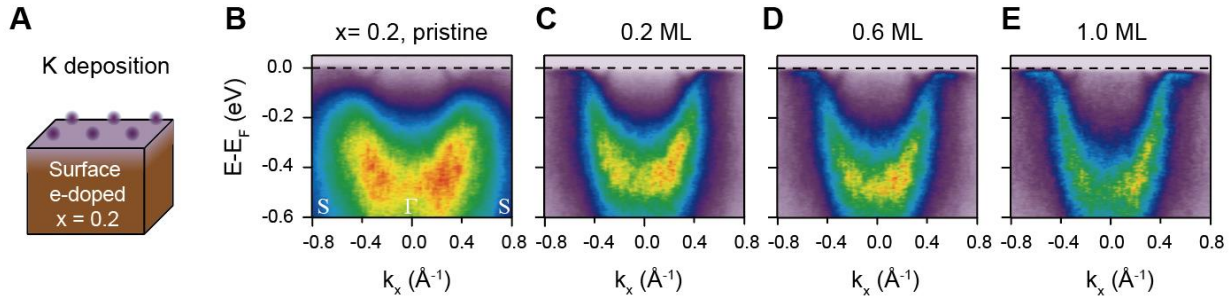 A
K deposition
Surface
e-doped
x = 0.2
B
x= 0.2, pristine
E-E_F (eV)
0.0
-0.2
-0.4
-0.6
S Γ S
-0.8 -0.4 0.0 0.4 0.8
k_x (Å⁻¹)
C
0.2 ML
-0.8 -0.4 0.0 0.4 0.8
k_x (Å⁻¹)
D
0.6 ML
-0.8 -0.4 0.0 0.4 0.8
k_x (Å⁻¹)
E
1.0 ML
-0.8 -0.4 0.0 0.4 0.8
k_x (Å⁻¹)